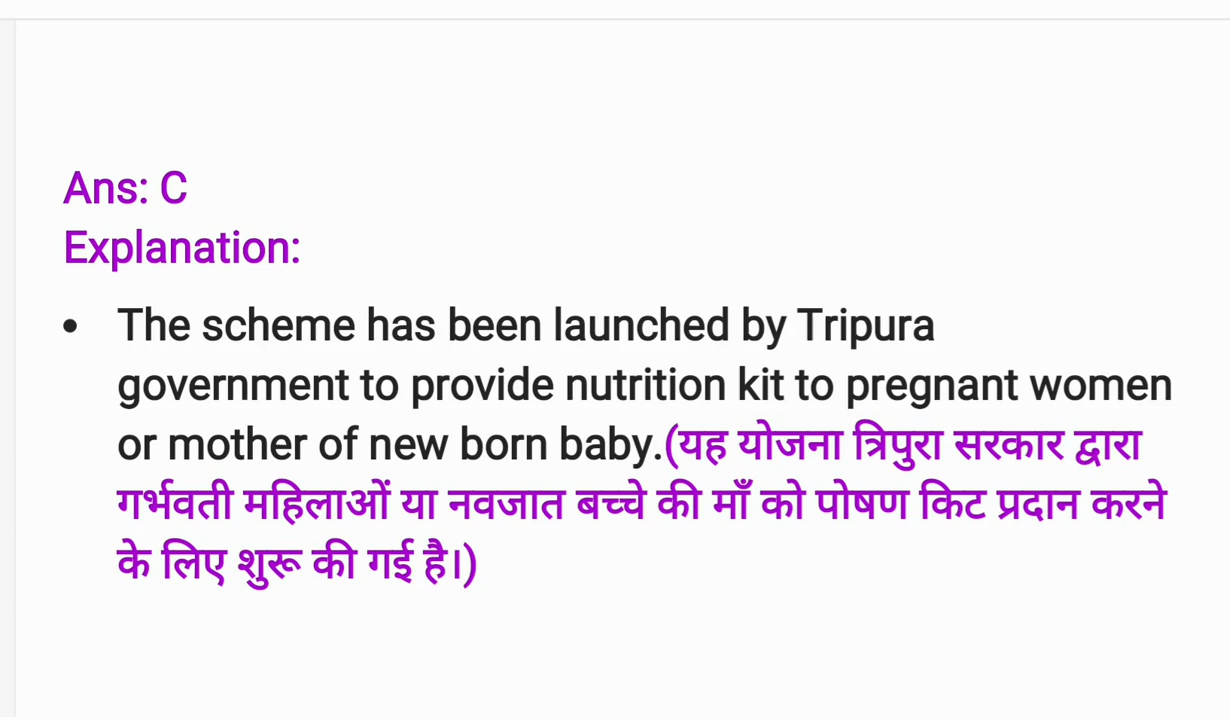 Ans: C
Explanation:
• The scheme has been launched by Tripura
government to provide nutrition kit to pregnant women
or mother of new born baby.(यह योजना त्रिपुरा सरकार द्वारा
गर्भवती महिलाओं या नवजात बच्चे की माँ को पोषण किट प्रदान करने
के लिए शुरू की गई है।)